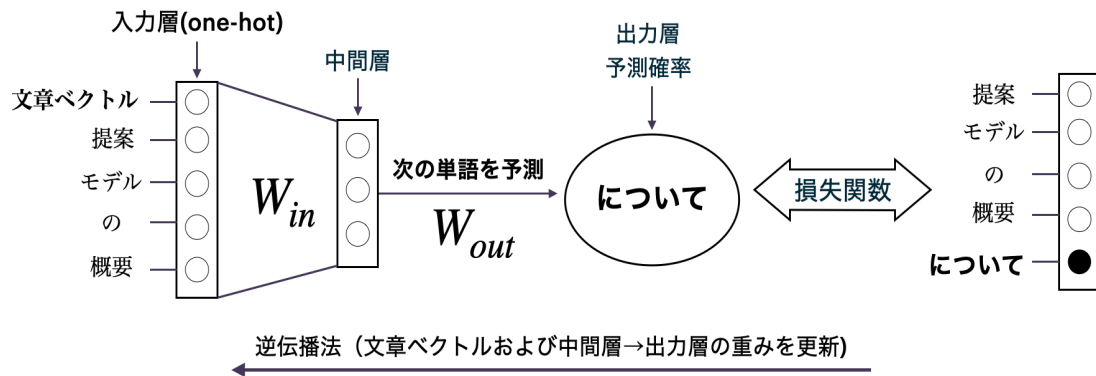 入力層(one-hot)
中間層
出力層
予測確率
文章ベクトル
提案
モデル
の
概要
W_in
次の単語を予測
W_out
について
損失関数
提案
モデル
の
概要
について
逆伝播法（文章ベクトルおよび中間層→出力層の重みを更新)